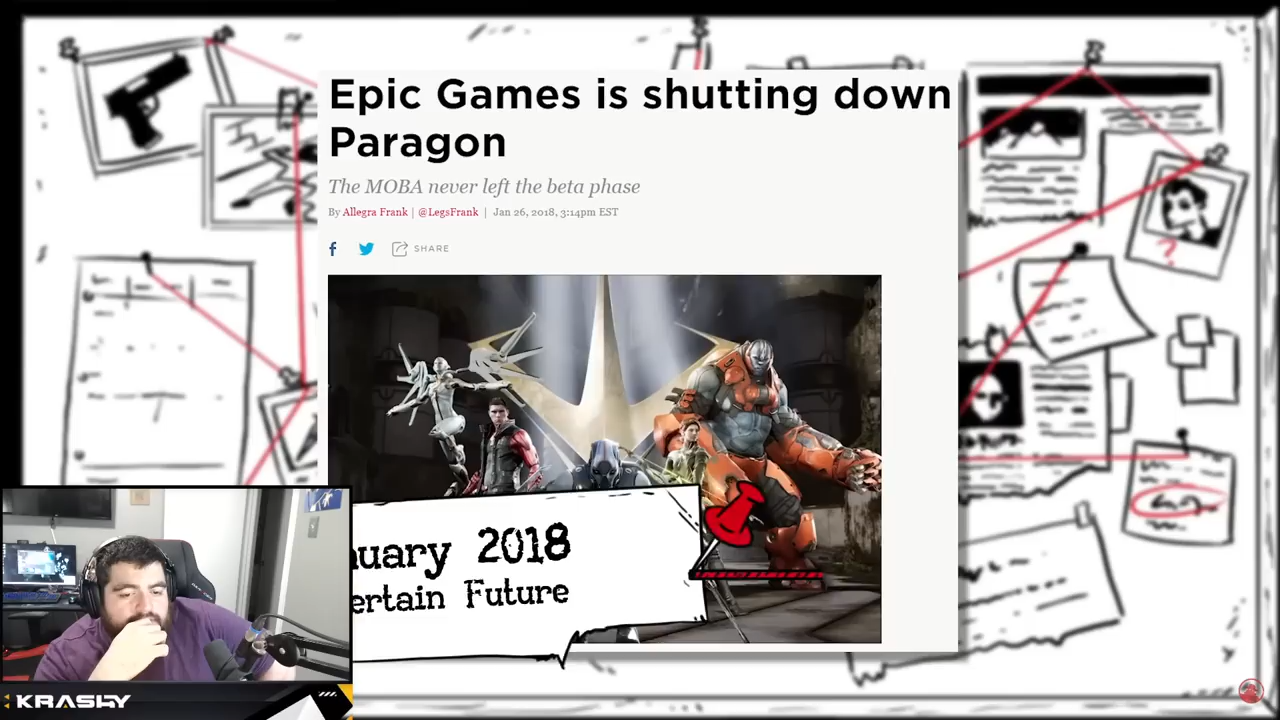 Epic Games is shutting down
Paragon
The MOBA never left the beta phase
By Allegra Frank | @LegsFrank | Jan 26, 2018, 3:14pm EST
SHARE
nuary 2018
ertain Future
KRASHY